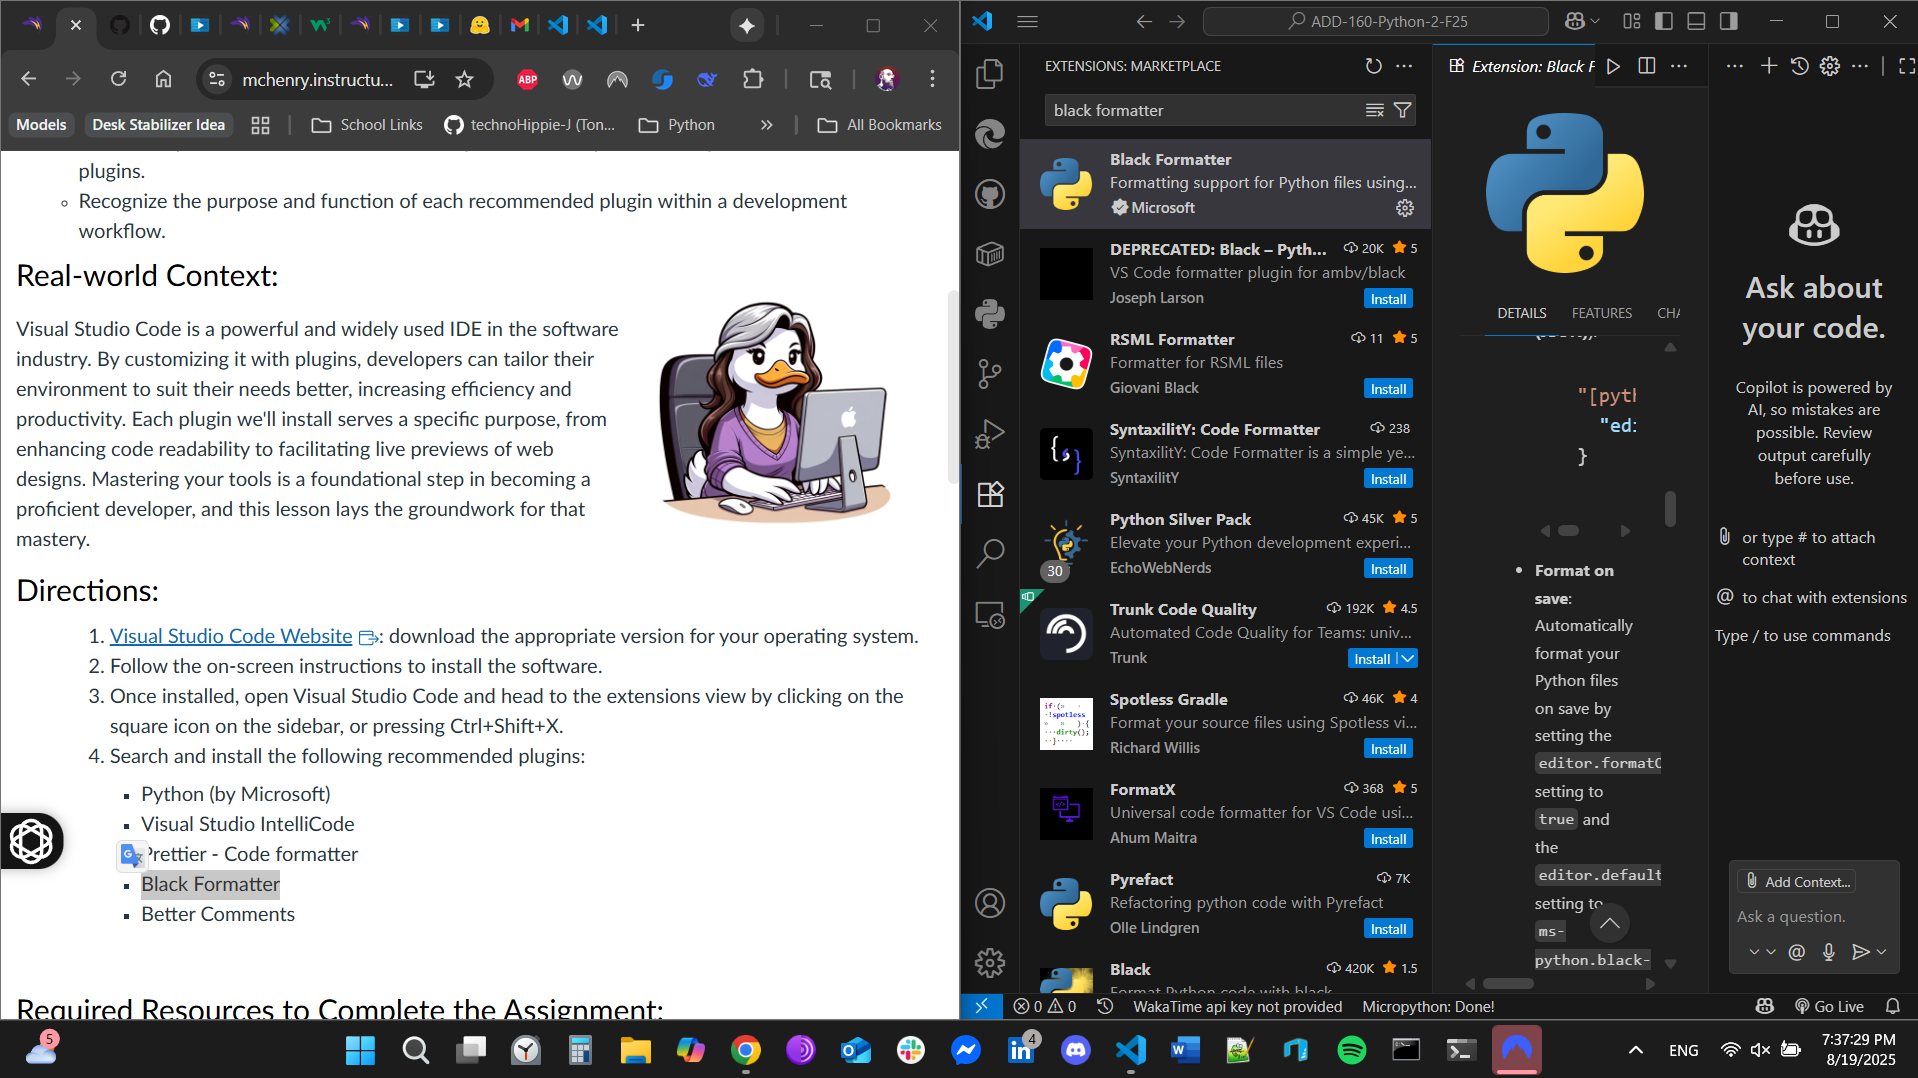 mchenry.instructu...
ABP
Models
Desk Stabilizer Idea
School Links
technoHippie-J (Ton...
Python
»
All Bookmarks
plugins.
Recognize the purpose and function of each recommended plugin within a development
workflow.
Real-world Context:
Visual Studio Code is a powerful and widely used IDE in the software
industry. By customizing it with plugins, developers can tailor their
environment to suit their needs better, increasing efficiency and
productivity. Each plugin we'll install serves a specific purpose, from
enhancing code readability to facilitating live previews of web
designs. Mastering your tools is a foundational step in becoming a
proficient developer, and this lesson lays the groundwork for that
mastery.
Directions:
1. Visual Studio Code Website : download the appropriate version for your operating system.
2. Follow the on-screen instructions to install the software.
3. Once installed, open Visual Studio Code and head to the extensions view by clicking on the
square icon on the sidebar, or pressing Ctrl+Shift+X.
4. Search and install the following recommended plugins:
Python (by Microsoft)
Visual Studio IntelliCode
Prettier - Code formatter
Black Formatter
Better Comments
Required Resources to Complete the Assignment:
ADD-160-Python-2-F25
EXTENSIONS: MARKETPLACE
black formatter
Black Formatter
Formatting support for Python files using...
Microsoft
DEPRECATED: Black – Pyth... 20K 5
VS Code formatter plugin for ambv/black
Joseph Larson Install
RSML Formatter 11 5
Formatter for RSML files
Giovani Black Install
SyntaxilitY: Code Formatter 238
SyntaxilitY: Code Formatter is a simple ye...
SyntaxilitY Install
Python Silver Pack 45K 5
Elevate your Python development experi...
30 EchoWebNerds Install
Trunk Code Quality 192K 4.5
Automated Code Quality for Teams: univ...
Trunk Install
Spotless Gradle 46K 4
Format your source files using Spotless vi...
Richard Willis Install
FormatX 368 5
Universal code formatter for VS Code usi...
Ahum Maitra Install
Pyrefact 7K
Refactoring python code with Pyrefact
Olle Lindgren Install
Black 420K 1.5
Format Python code with black
Extension: Black F
DETAILS FEATURES CHA
"[pyth
"edi
}
Format on
save:
Automatically
format your
Python files
on save by
setting the
editor.formatO
setting to
true and
the
editor.default
setting to
ms-
python.black-
Ask about
your code.
Copilot is powered by
AI, so mistakes are
possible. Review
output carefully
before use.
or type # to attach
context
@ to chat with extensions
Type / to use commands
Add Context...
Ask a question.
@
0 0 WakaTime api key not provided Micropython: Done! Go Live
5
4
ENG
7:37:29 PM
8/19/2025